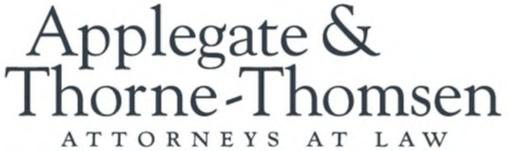 Applegate &
Thorne-Thomsen
ATTORNEYS AT LAW